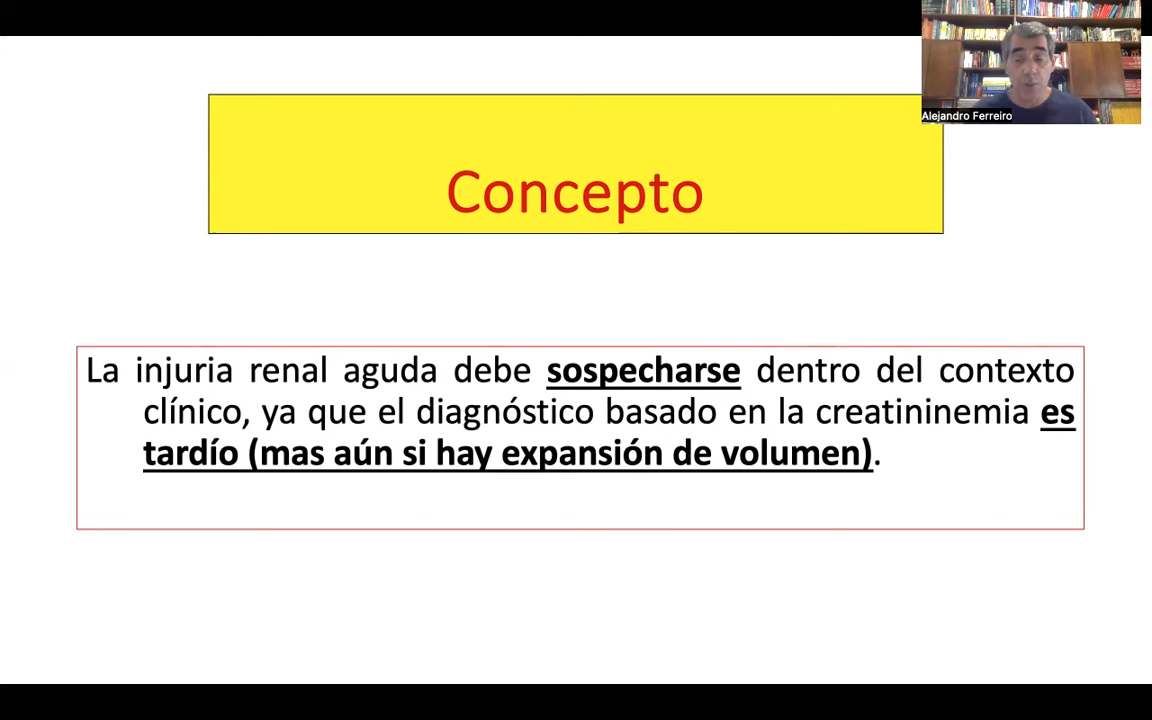 Alejandro Ferreiro
Concepto
La injuria renal aguda debe sospecharse dentro del contexto
clínico, ya que el diagnóstico basado en la creatininemia es
tardío (mas aún si hay expansión de volumen).